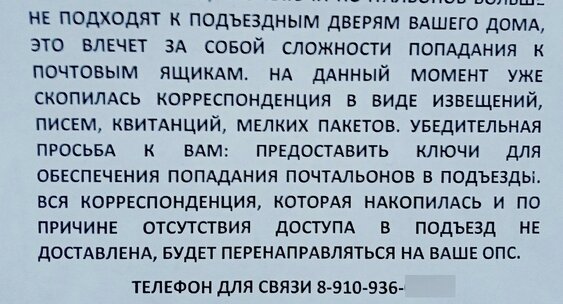 НЕ ПОДХОДЯТ К ПОДЪЕЗДНЫМ ДВЕРЯМ ВАШЕГО ДОМА,
ЭТО ВЛЕЧЕТ ЗА СОБОЙ СЛОЖНОСТИ ПОПАДАНИЯ К
ПОЧТОВЫМ ЯЩИКАМ. НА ДАННЫЙ МОМЕНТ УЖЕ
СКОПИЛАСЬ КОРРЕСПОНДЕНЦИЯ В ВИДЕ ИЗВЕЩЕНИЙ,
ПИСЕМ, КВИТАНЦИЙ, МЕЛКИХ ПАКЕТОВ. УБЕДИТЕЛЬНАЯ
ПРОСЬБА К ВАМ: ПРЕДОСТАВИТЬ КЛЮЧИ ДЛЯ
ОБЕСПЕЧЕНИЯ ПОПАДАНИЯ ПОЧТАЛЬОНОВ В ПОДЪЕЗДЫ.
ВСЯ КОРРЕСПОНДЕНЦИЯ, КОТОРАЯ НАКОПИЛАСЬ И ПО
ПРИЧИНЕ ОТСУТСТВИЯ ДОСТУПА В ПОДЪЕЗД НЕ
ДОСТАВЛЕНА, БУДЕТ ПЕРЕНАПРАВЛЯТЬСЯ НА ВАШЕ ОПС.
ТЕЛЕФОН ДЛЯ СВЯЗИ 8-910-936-